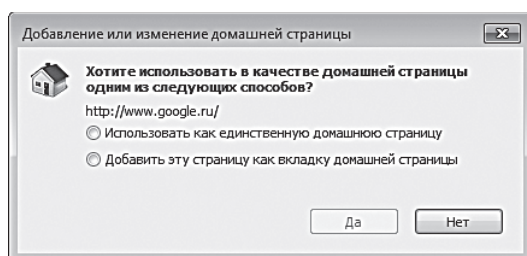 Добавление или изменение домашней страницы
Хотите использовать в качестве домашней страницы
одним из следующих способов?
http://www.google.ru/
Использовать как единственную домашнюю страницу
Добавить эту страницу как вкладку домашней страницы
Да
Нет